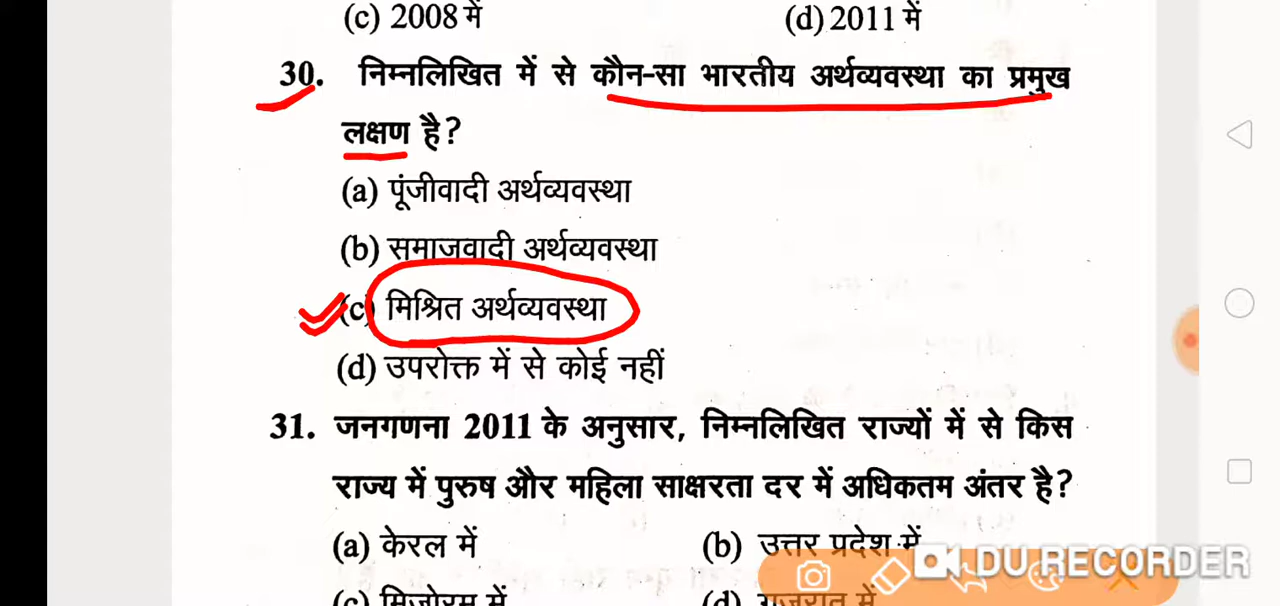 (c) 2008 में (d) 2011 में
30. निम्नलिखित में से कौन-सा भारतीय अर्थव्यवस्था का प्रमुख
लक्षण है?
(a) पूंजीवादी अर्थव्यवस्था
(b) समाजवादी अर्थव्यवस्था
(c) मिश्रित अर्थव्यवस्था
(d) उपरोक्त में से कोई नहीं
31. जनगणना 2011 के अनुसार, निम्नलिखित राज्यों में से किस
राज्य में पुरुष और महिला साक्षरता दर में अधिकतम अंतर है?
(a) केरल में (b) उत्तर प्रदेश में
DU RECORDER
(c) मिजोरम में (d) गुजरात में